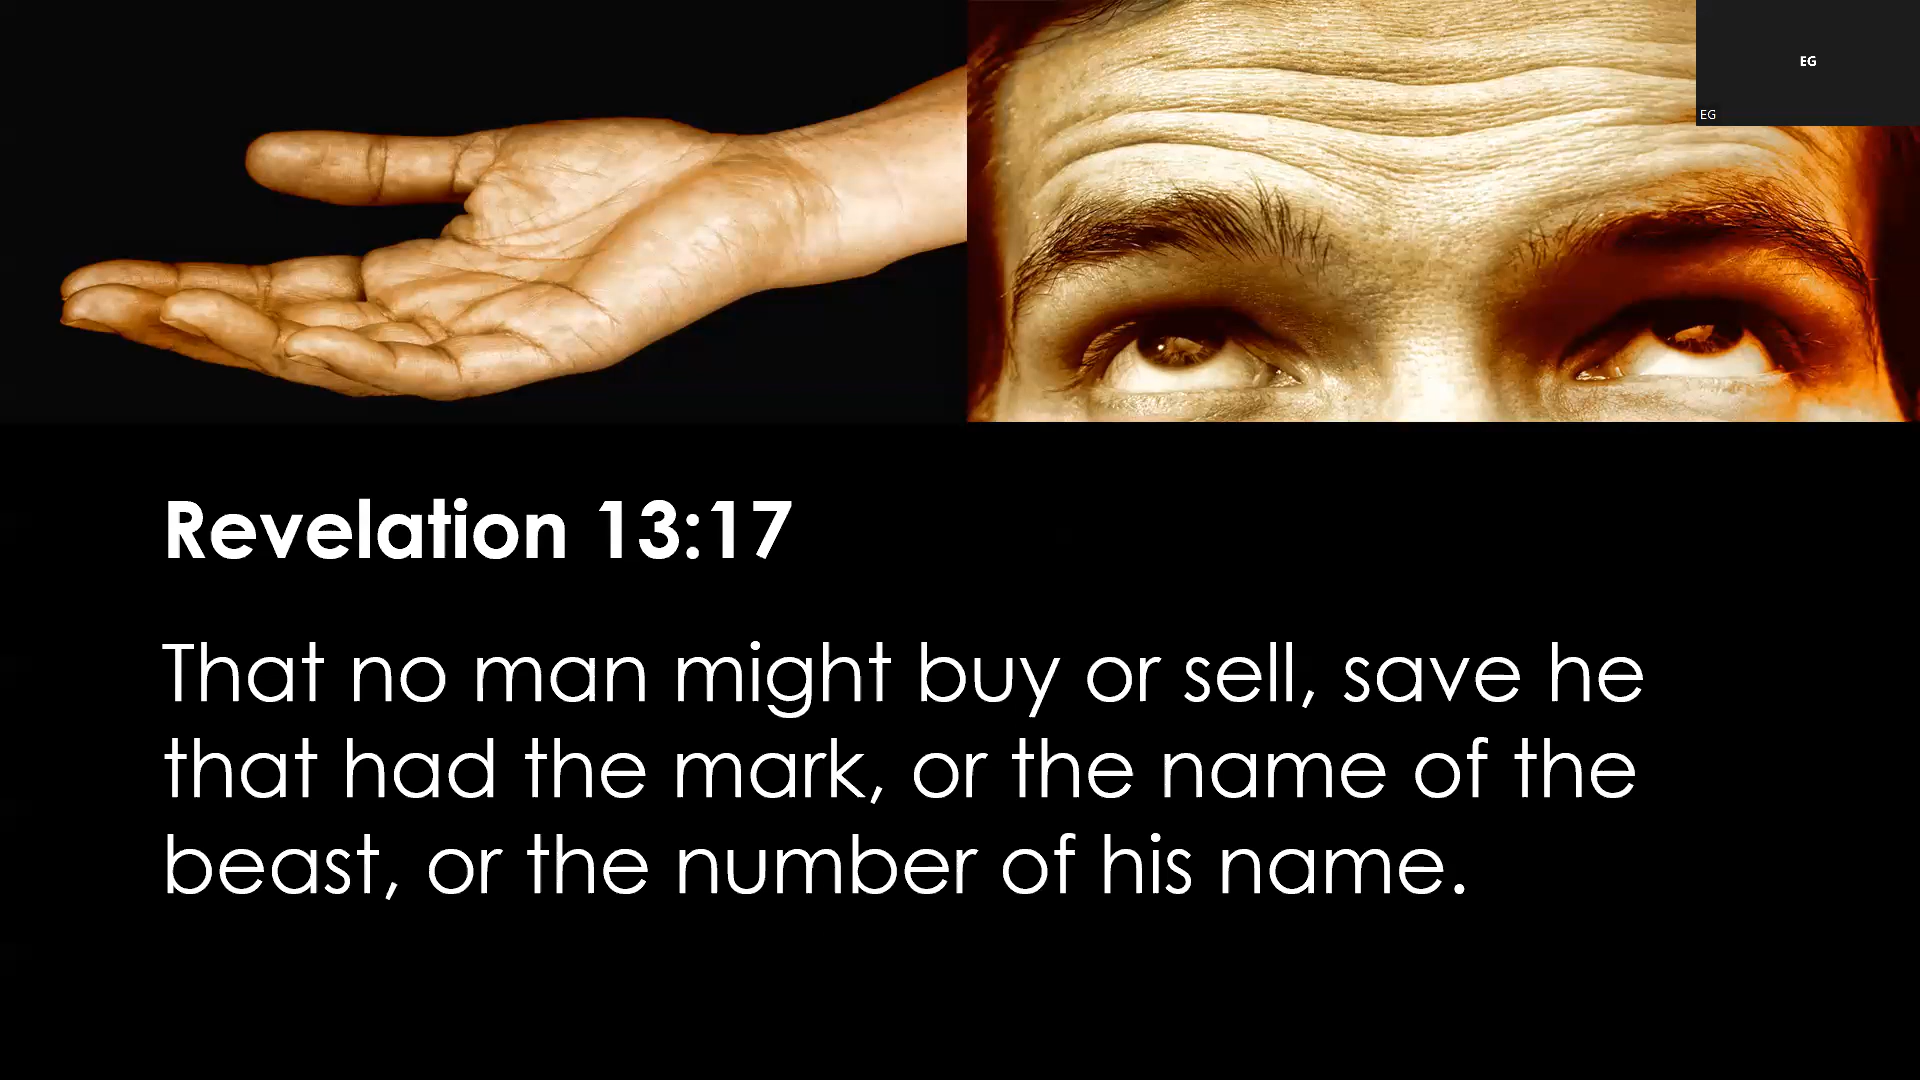 EG
EG
Revelation 13:17
That no man might buy or sell, save he
that had the mark, or the name of the
beast, or the number of his name.